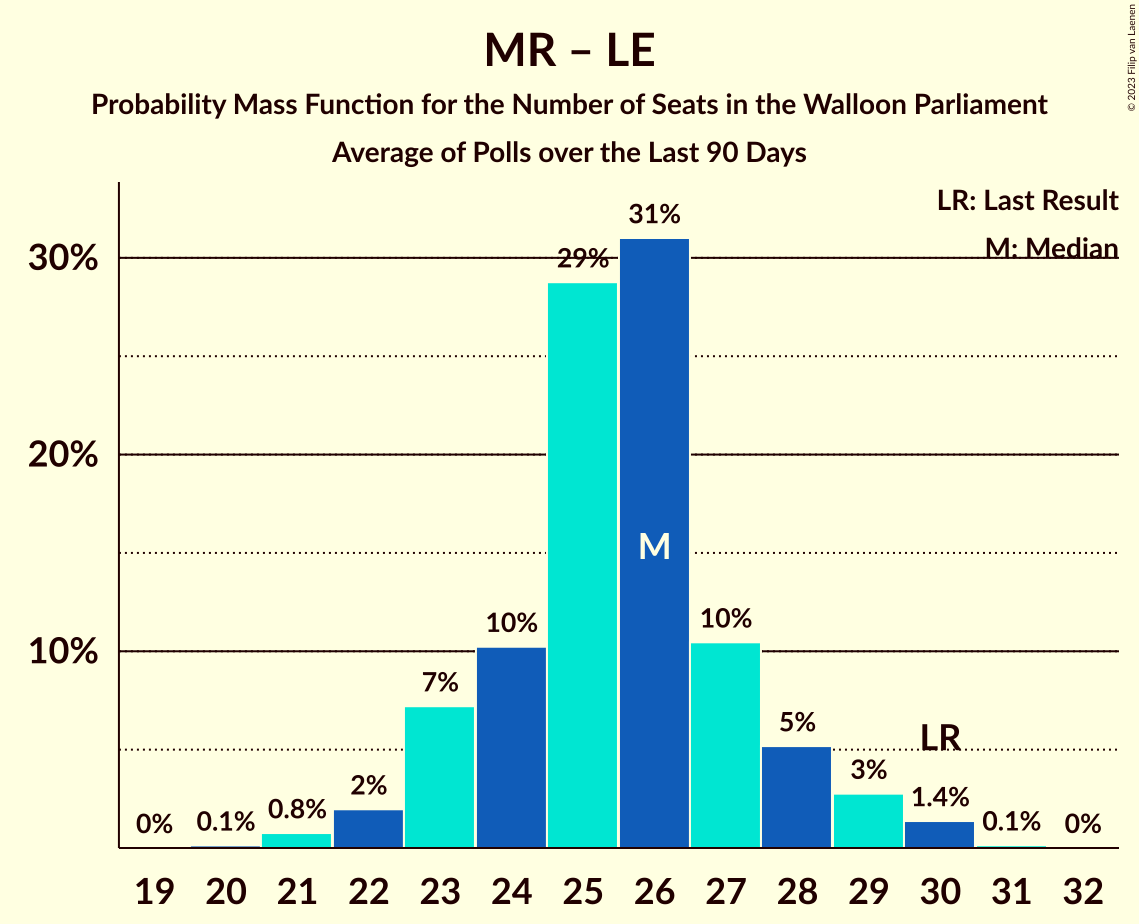 © 2023 Filip van Laenen
MR – LE
Probability Mass Function for the Number of Seats in the Walloon Parliament
Average of Polls over the Last 90 Days
LR: Last Result
M: Median
30%
20%
10%
0%
0.1%
0.8%
2%
7%
10%
29%
31%
10%
5%
3%
1.4%
0.1%
0%
M
LR
19 20 21 22 23 24 25 26 27 28 29 30 31 32